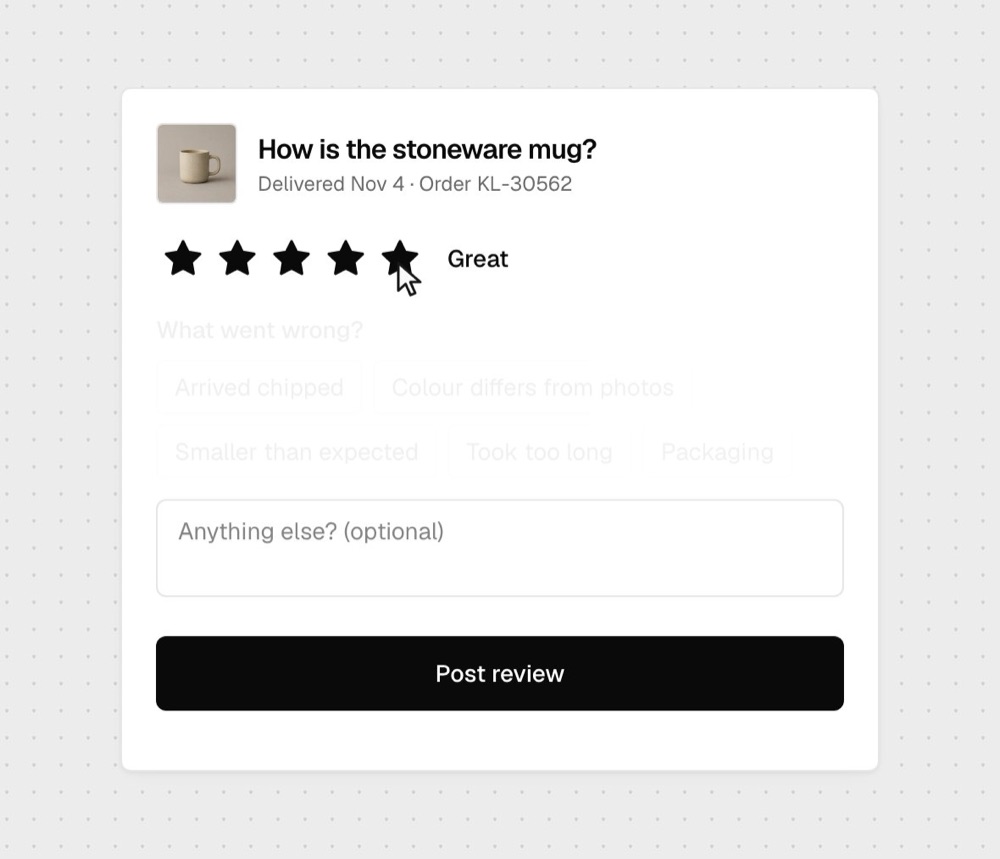 How is the stoneware mug?
Delivered Nov 4 · Order KL-30562
Great
What went wrong?
Arrived chipped Colour differs from photos
Smaller than expected Took too long Packaging
Anything else? (optional)
Post review